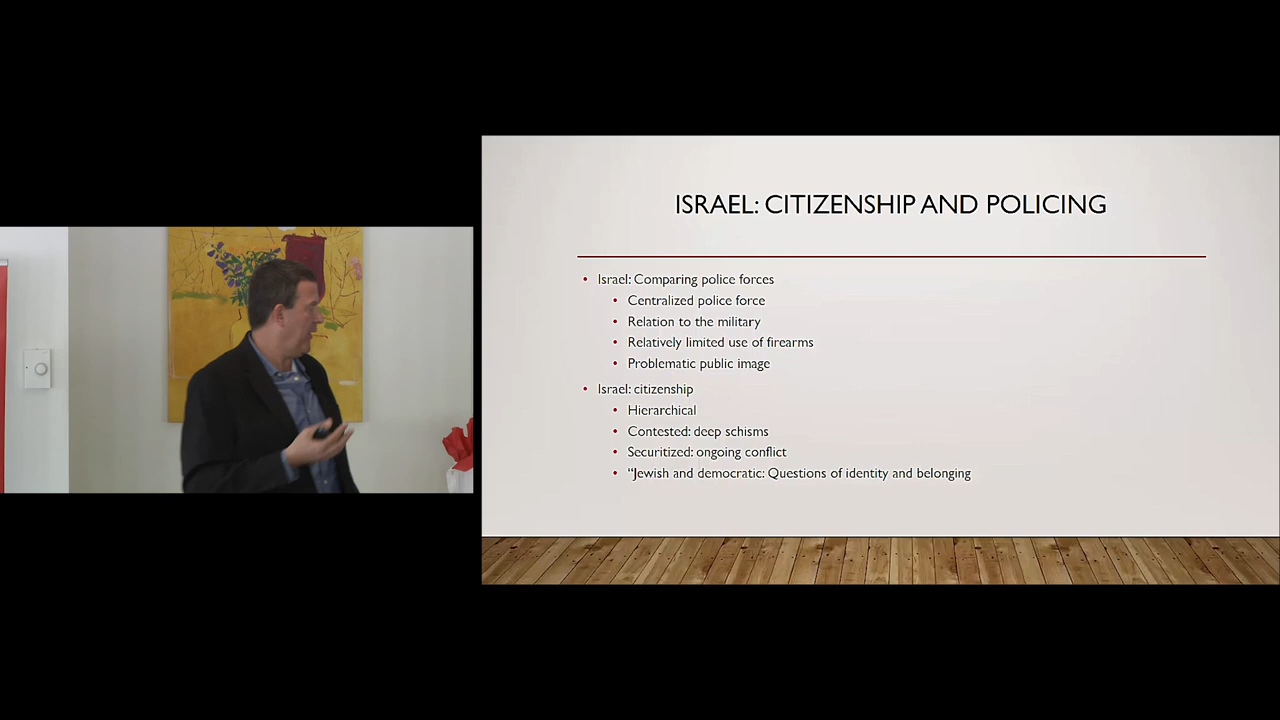 ISRAEL: CITIZENSHIP AND POLICING
• Israel: Comparing police forces
• Centralized police force
• Relation to the military
• Relatively limited use of firearms
• Problematic public image
• Israel: citizenship
• Hierarchical
• Contested: deep schisms
• Securitized: ongoing conflict
• “Jewish and democratic: Questions of identity and belonging